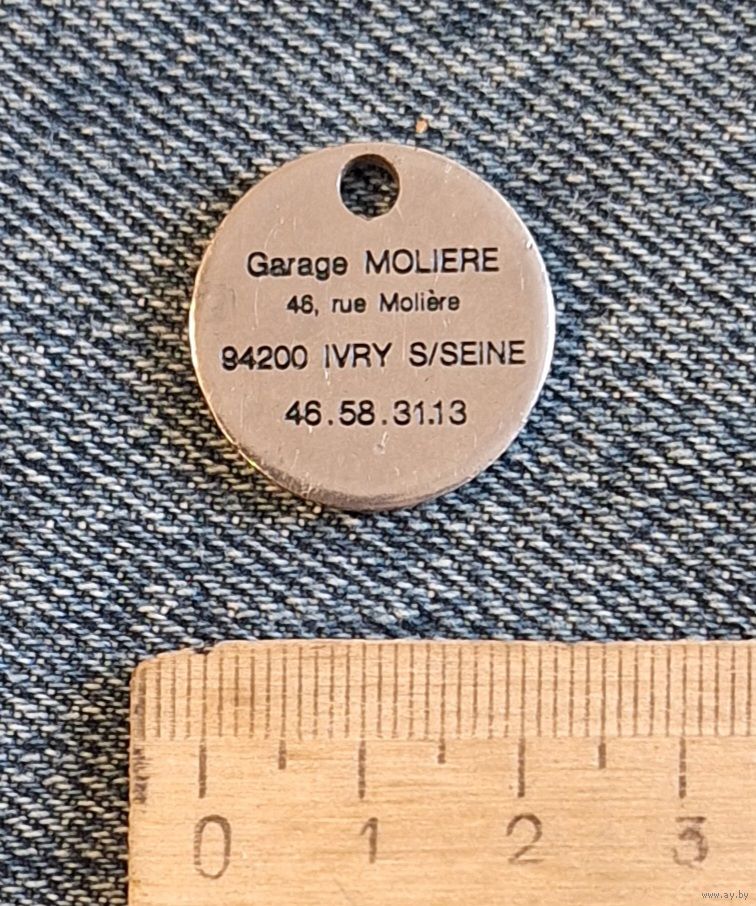 Garage MOLIERE
46, rue Molière
94200 IVRY S/SEINE
46.58.31.13
0 1 2 3
www.ay.by